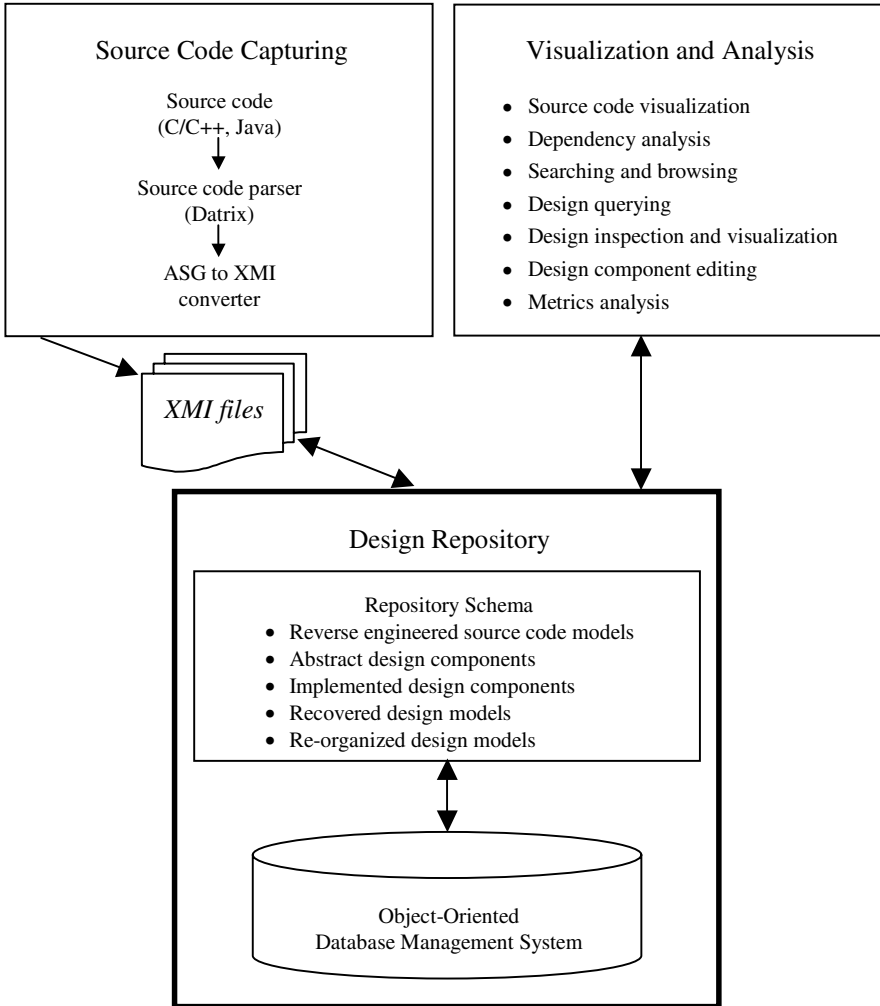 Source Code Capturing
Source code
(C/C++, Java)
Source code parser
(Datrix)
ASG to XMI
converter
Visualization and Analysis
• Source code visualization
• Dependency analysis
• Searching and browsing
• Design querying
• Design inspection and visualization
• Design component editing
• Metrics analysis
XMI files
Design Repository
Repository Schema
• Reverse engineered source code models
• Abstract design components
• Implemented design components
• Recovered design models
• Re-organized design models
Object-Oriented
Database Management System